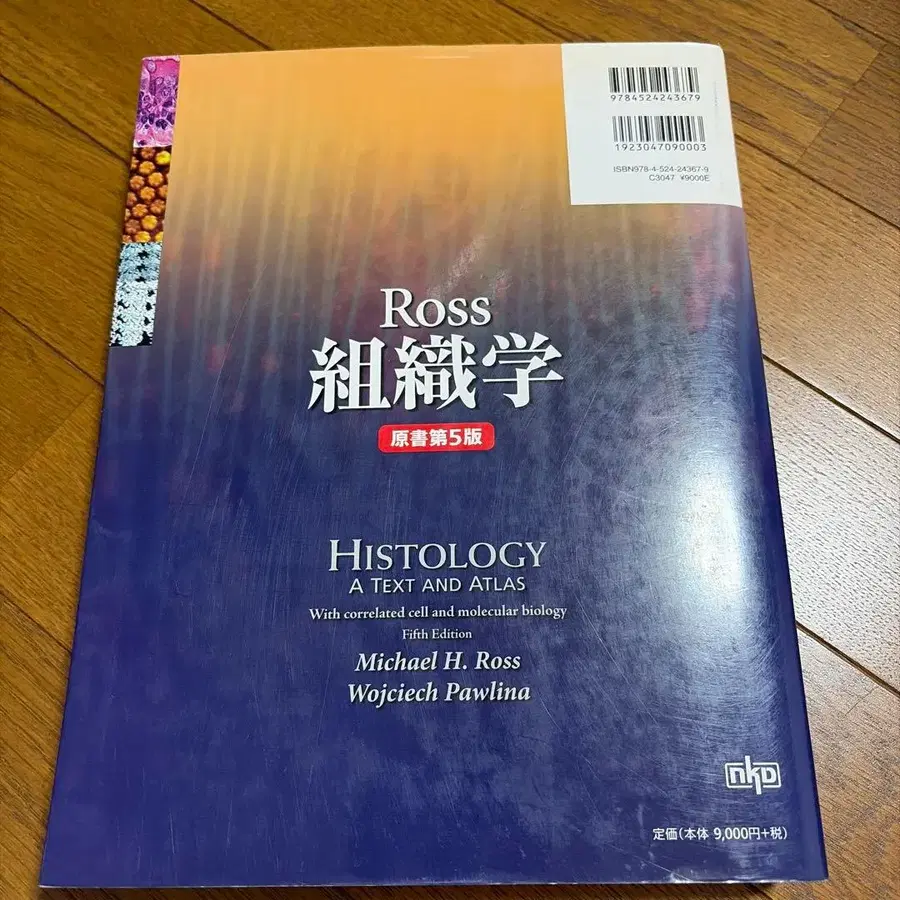 9784524243679
1923047090003
ISBN978-4-524-24367-9
C3047 ¥9000E
Ross
組織学
原書第5版
HISTOLOGY
A TEXT AND ATLAS
With correlated cell and molecular biology
Fifth Edition
Michael H. Ross
Wojciech Pawlina
nkD
定価(本体 9,000円+税)